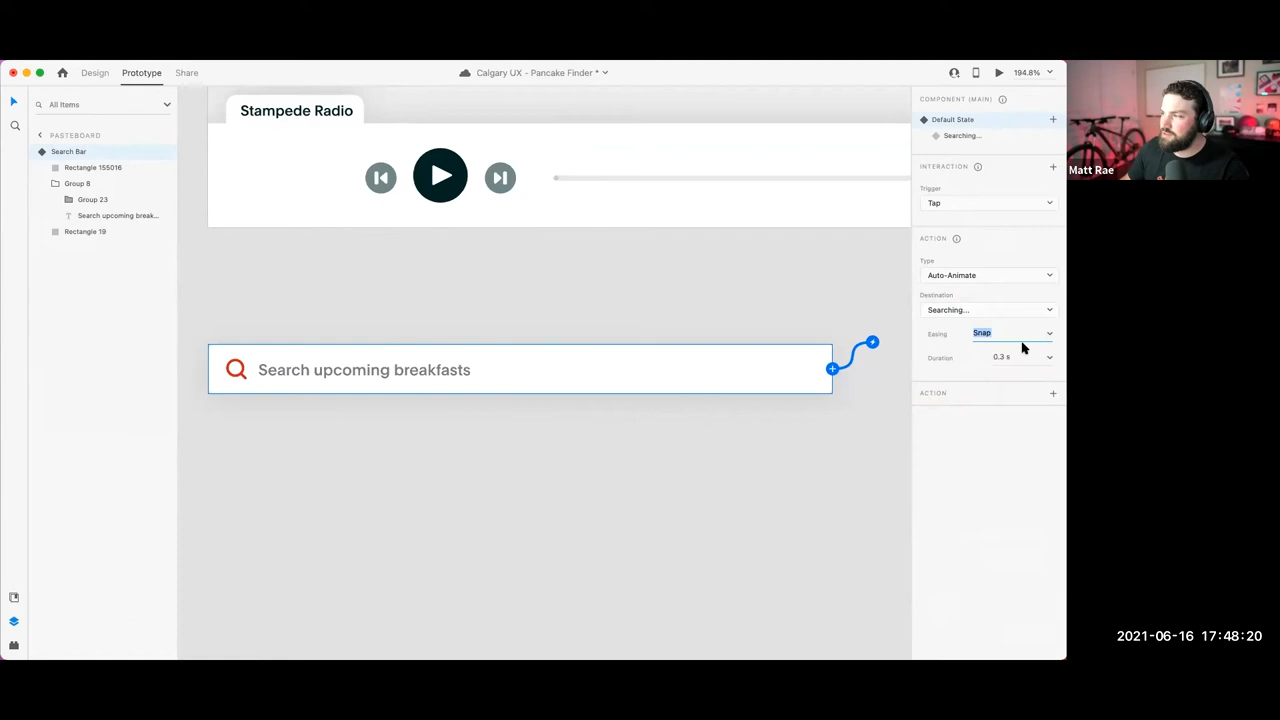 Design
Prototype
Share
Calgary UX - Pancake Finder *
194.8%
All Items
PASTEBOARD
Search Bar
Rectangle 155016
Group 8
Group 23
T Search upcoming break...
Rectangle 19
Stampede Radio
Search upcoming breakfasts
COMPONENT (MAIN)
Default State
Searching...
INTERACTION
Trigger
Tap
ACTION
Type
Auto-Animate
Destination
Searching...
Easing Snap
Duration 0.3 s
ACTION
Matt Rae
2021-06-16 17:48:20